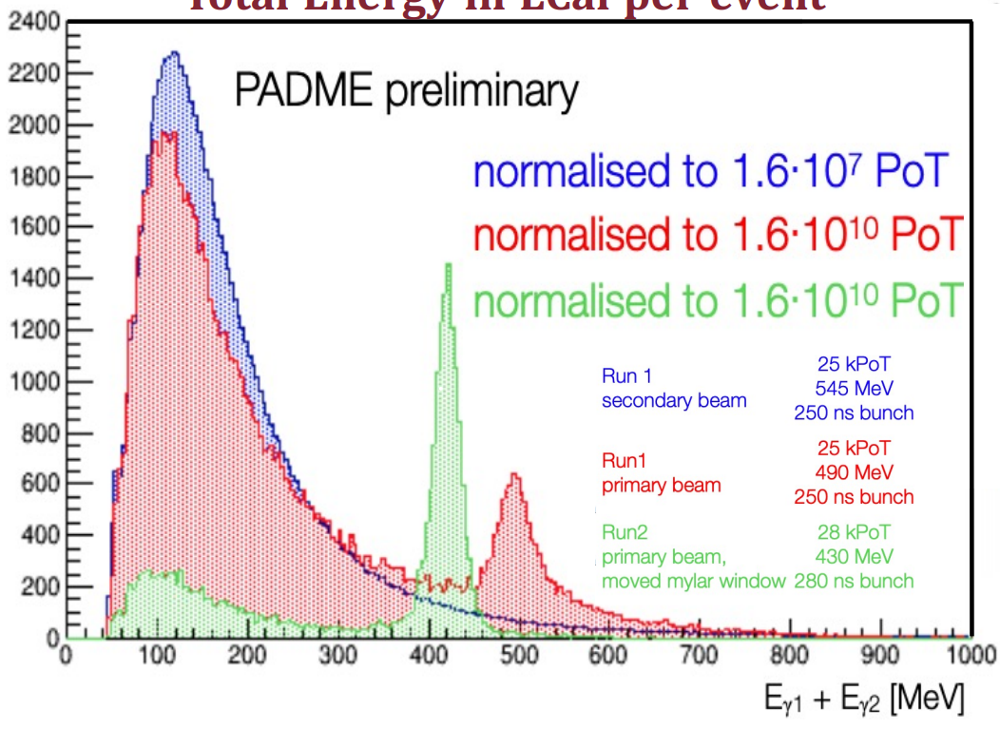 Total Energy in ECal per event
2400
2200
2000
1800
1600
1400
1200
1000
800
600
400
200
0
PADME preliminary
normalised to 1.6·10⁷ PoT
normalised to 1.6·10¹⁰ PoT
normalised to 1.6·10¹⁰ PoT
Run 1
secondary beam
25 kPoT
545 MeV
250 ns bunch
Run1
primary beam
25 kPoT
490 MeV
250 ns bunch
Run2
primary beam,
moved mylar window
28 kPoT
430 MeV
280 ns bunch
0 100 200 300 400 500 600 700 800 900 1000
Eγ1 + Eγ2 [MeV]